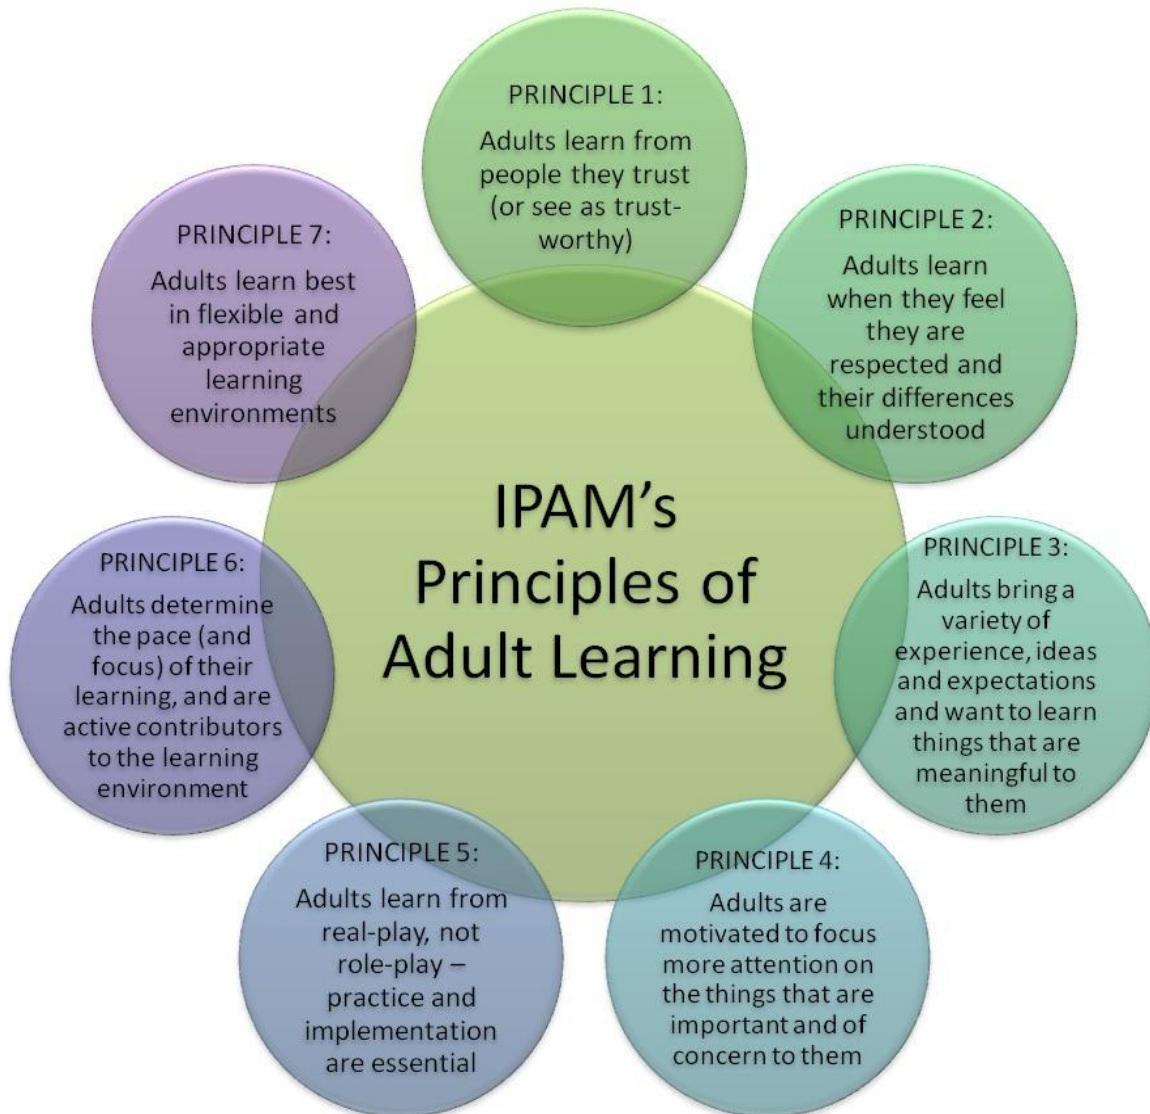 PRINCIPLE 1:
Adults learn from
people they trust
(or see as trust-
worthy)
PRINCIPLE 2:
Adults learn
when they feel
they are
respected and
their differences
understood
PRINCIPLE 3:
Adults bring a
variety of
experience, ideas
and expectations
and want to learn
things that are
meaningful to
them
PRINCIPLE 4:
Adults are
motivated to focus
more attention on
the things that are
important and of
concern to them
PRINCIPLE 5:
Adults learn from
real-play, not
role-play –
practice and
implementation
are essential
PRINCIPLE 6:
Adults determine
the pace (and
focus) of their
learning, and are
active contributors
to the learning
environment
PRINCIPLE 7:
Adults learn best
in flexible and
appropriate
learning
environments
IPAM’s
Principles of
Adult Learning